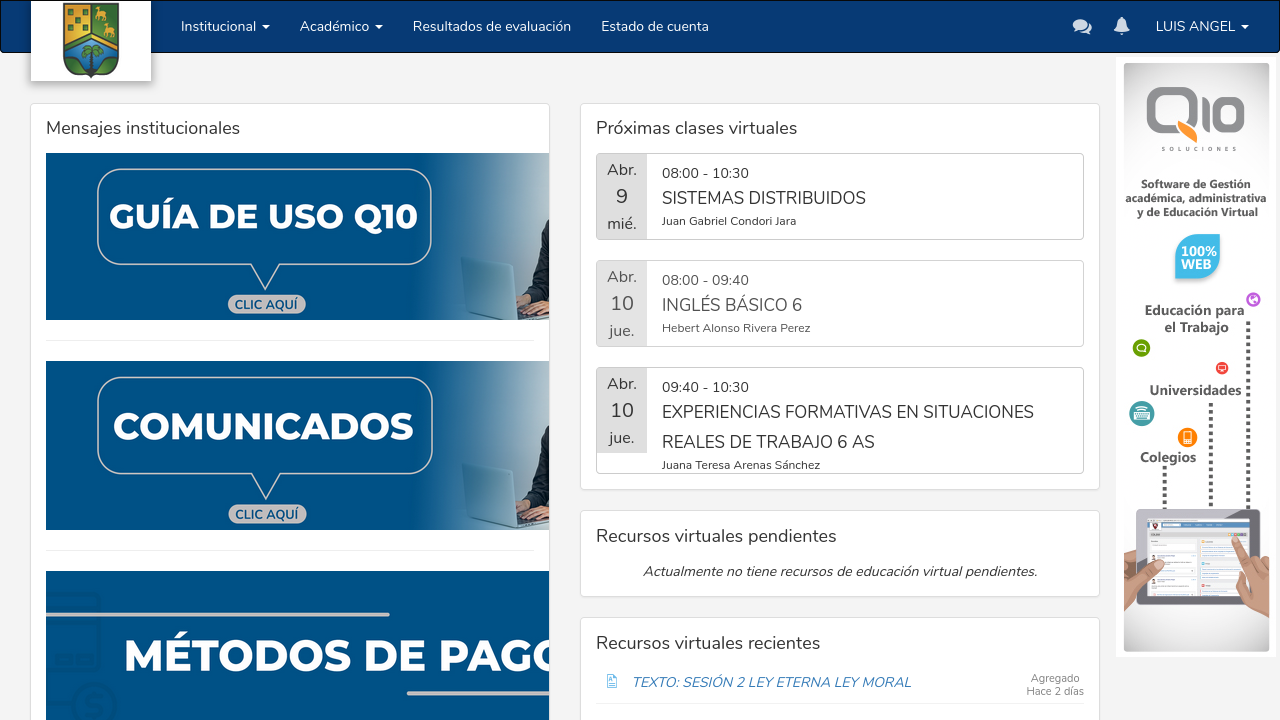 Institucional
Académico
Resultados de evaluación
Estado de cuenta
LUIS ANGEL
Mensajes institucionales
GUÍA DE USO Q10
CLIC AQUÍ
COMUNICADOS
CLIC AQUÍ
MÉTODOS DE PAGO
Próximas clases virtuales
Abr.
9
mié.
08:00 - 10:30
SISTEMAS DISTRIBUIDOS
Juan Gabriel Condori Jara
Abr.
10
jue.
08:00 - 09:40
INGLÉS BÁSICO 6
Hebert Alonso Rivera Perez
Abr.
10
jue.
09:40 - 10:30
EXPERIENCIAS FORMATIVAS EN SITUACIONES
REALES DE TRABAJO 6 AS
Juana Teresa Arenas Sánchez
Recursos virtuales pendientes
Actualmente no tiene recursos de educación virtual pendientes.
Recursos virtuales recientes
TEXTO: SESIÓN 2 LEY ETERNA LEY MORAL
Agregado
Hace 2 días
Q10
SOLUCIONES
Software de Gestión
académica, administrativa
y de Educación Virtual
100%
WEB
Educación para
el Trabajo
Universidades
Colegios